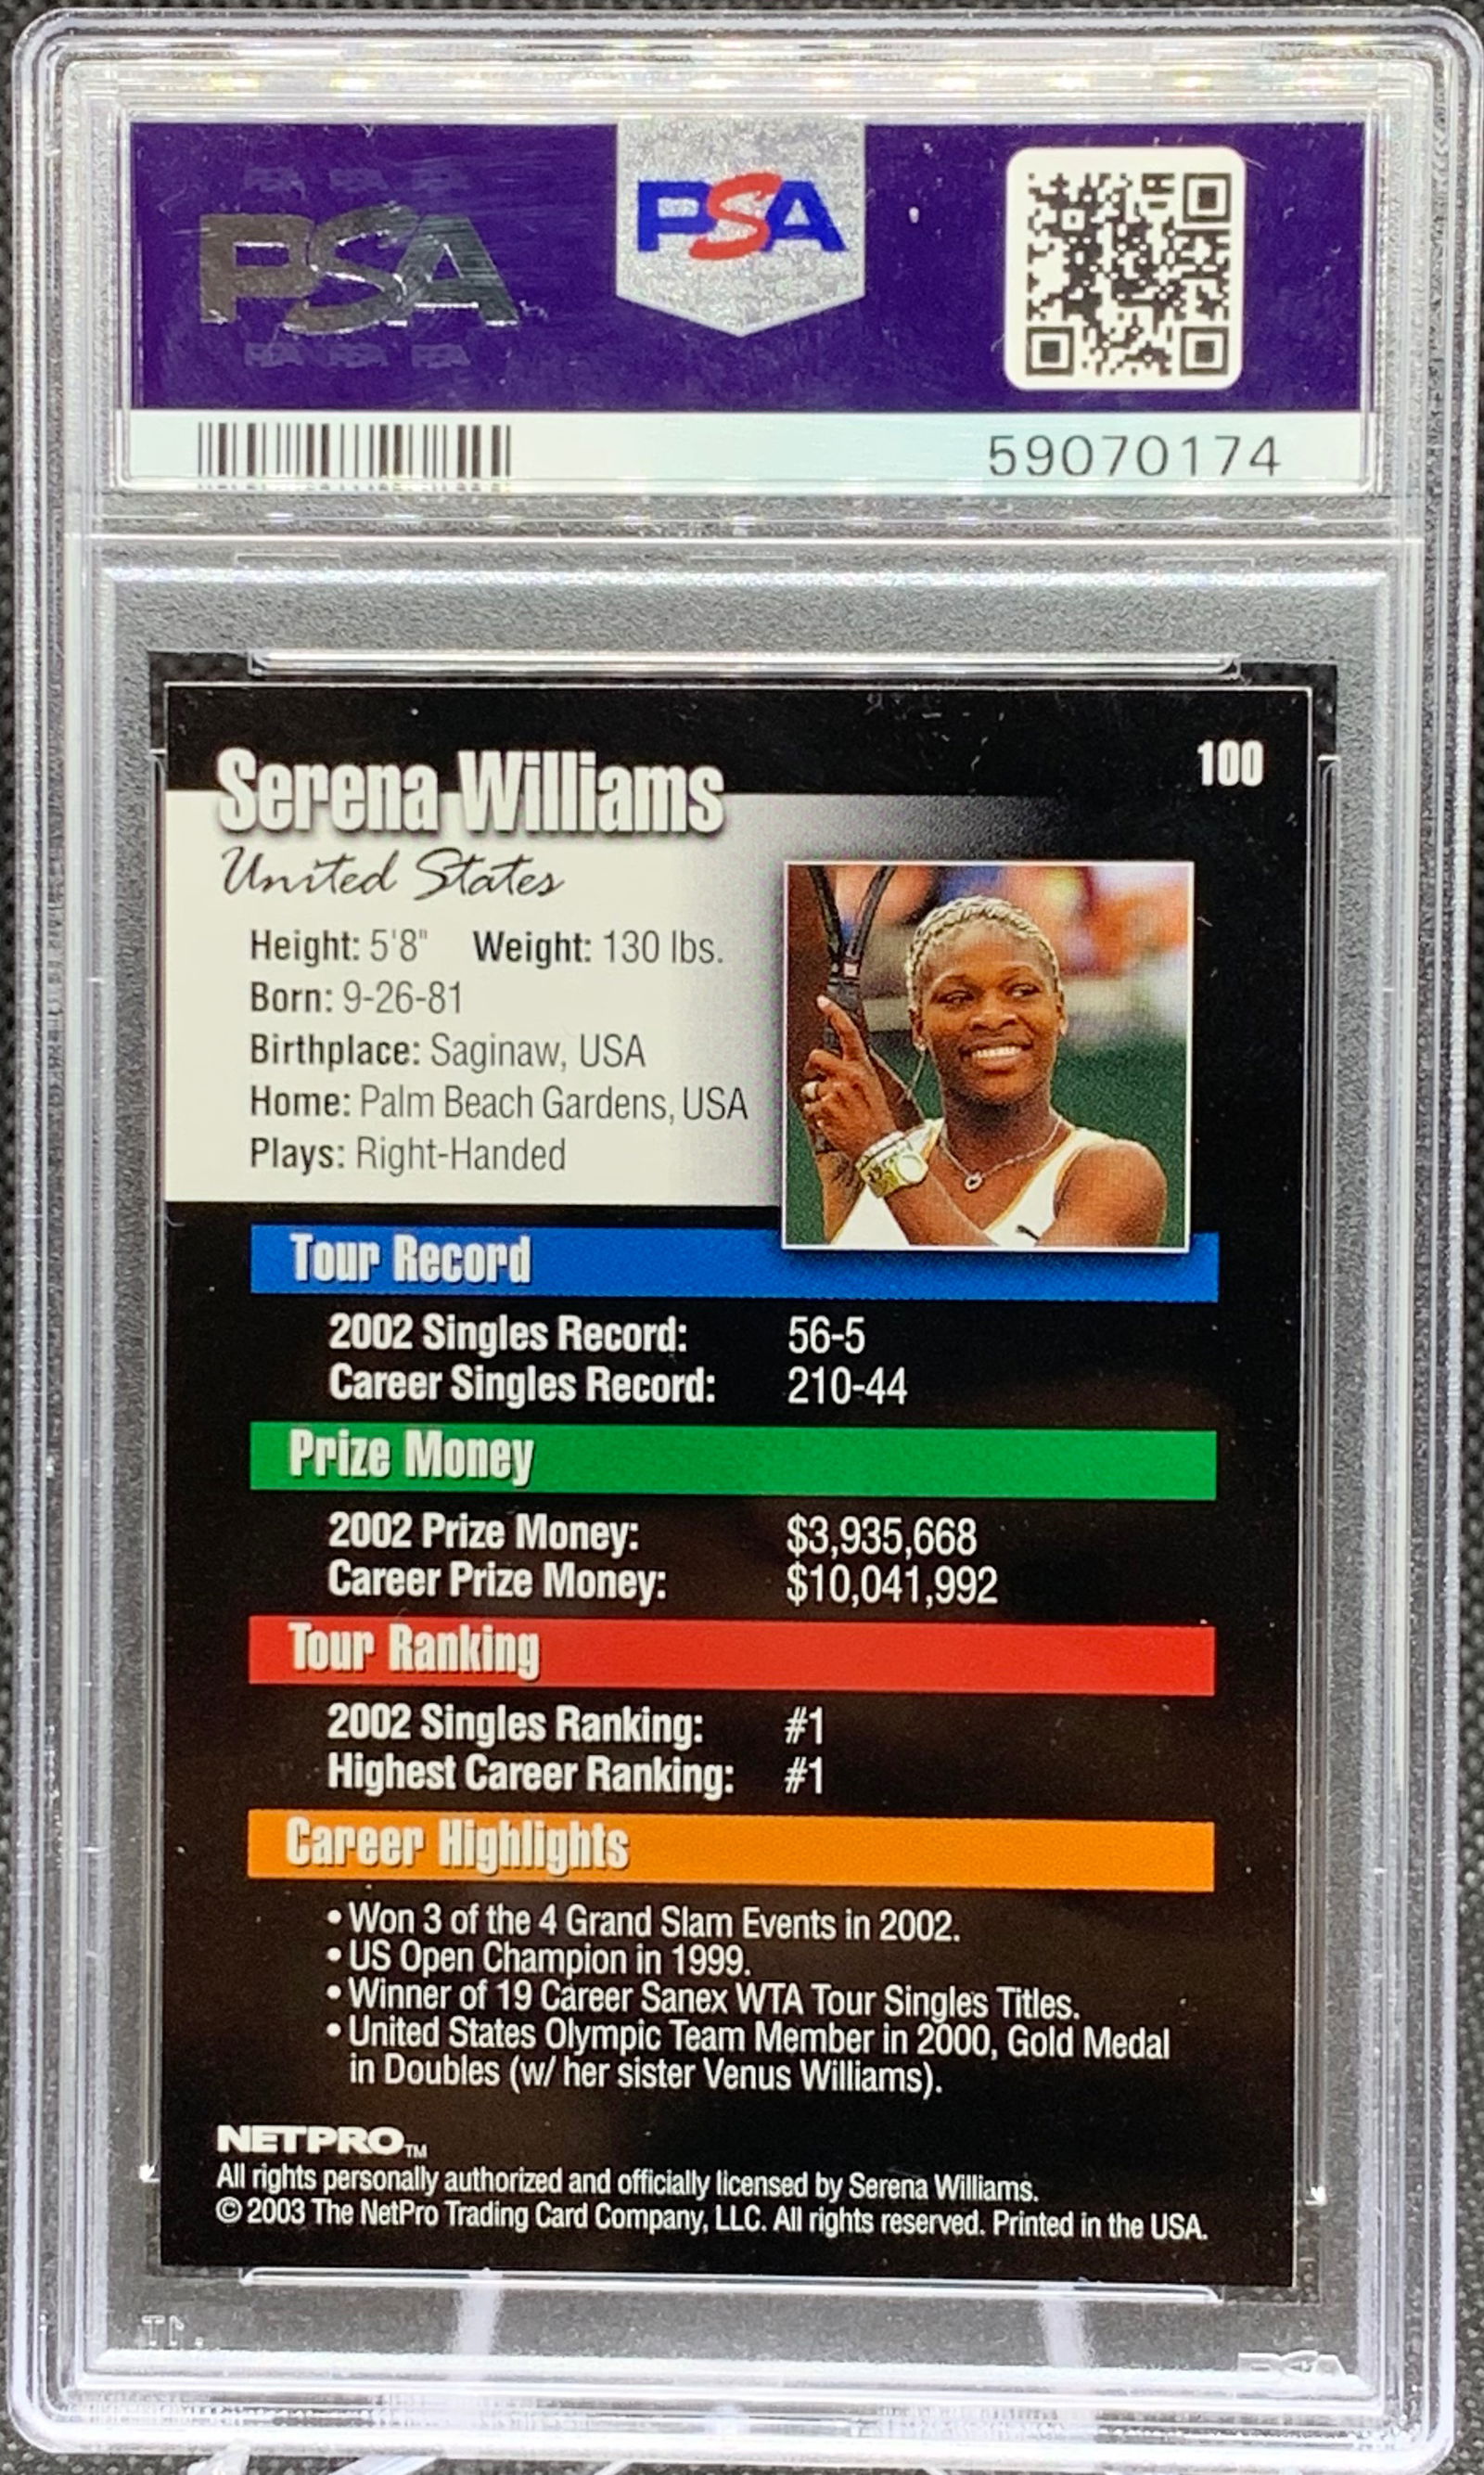 PSA
PSA
59070174
Serena Williams
100
United States
Height: 5'8" Weight: 130 lbs.
Born: 9-26-81
Birthplace: Saginaw, USA
Home: Palm Beach Gardens, USA
Plays: Right-Handed
Tour Record
2002 Singles Record: 56-5
Career Singles Record: 210-44
Prize Money
2002 Prize Money: $3,935,668
Career Prize Money: $10,041,992
Tour Ranking
2002 Singles Ranking: #1
Highest Career Ranking: #1
Career Highlights
• Won 3 of the 4 Grand Slam Events in 2002.
• US Open Champion in 1999.
• Winner of 19 Career Sanex WTA Tour Singles Titles.
• United States Olympic Team Member in 2000, Gold Medal
in Doubles (w/ her sister Venus Williams).
NETPRO™
All rights personally authorized and officially licensed by Serena Williams.
© 2003 The NetPro Trading Card Company, LLC. All rights reserved. Printed in the USA.
PSA